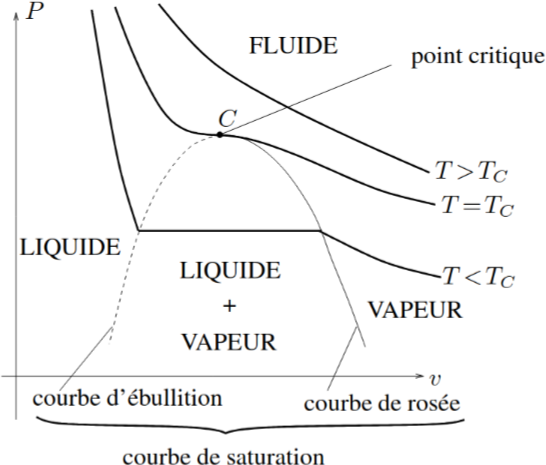 P
FLUIDE
point critique
C
T > T_C
T = T_C
LIQUIDE
LIQUIDE
+
VAPEUR
T < T_C
VAPEUR
v
courbe d'ébullition
courbe de rosée
courbe de saturation